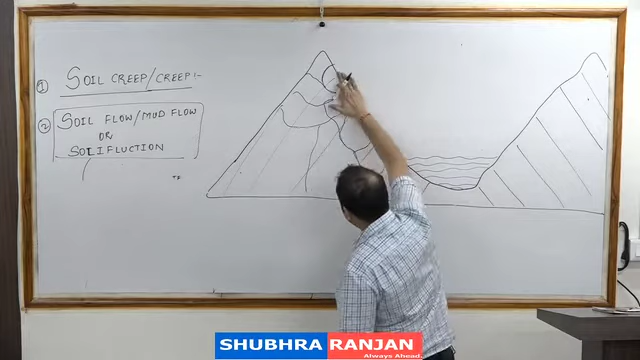 ① SOIL CREEP/CREEP:-
② SOIL FLOW/MUD FLOW
OR
SOLIFLUCTION
SHUBHRA RANJAN
Always Ahead.